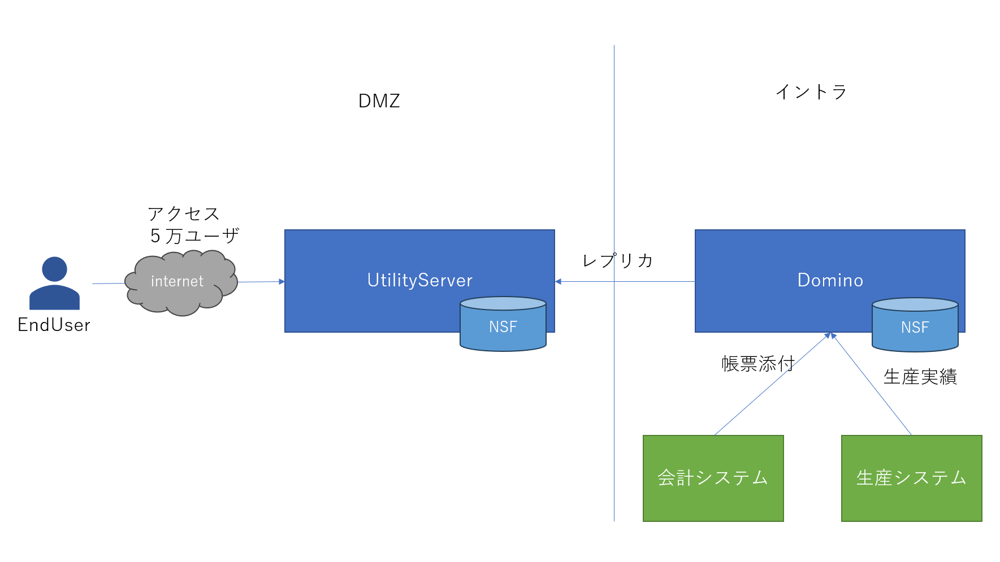 DMZ
イントラ
アクセス
５万ユーザ
internet
EndUser
UtilityServer
NSF
レプリカ
Domino
NSF
帳票添付
生産実績
会計システム
生産システム